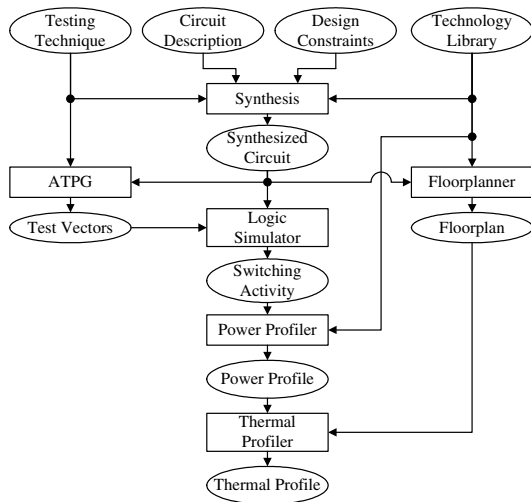 Testing
Technique
Circuit
Description
Design
Constraints
Technology
Library
Synthesis
Synthesized
Circuit
ATPG
Floorplanner
Test Vectors
Logic
Simulator
Floorplan
Switching
Activity
Power Profiler
Power Profile
Thermal
Profiler
Thermal Profile